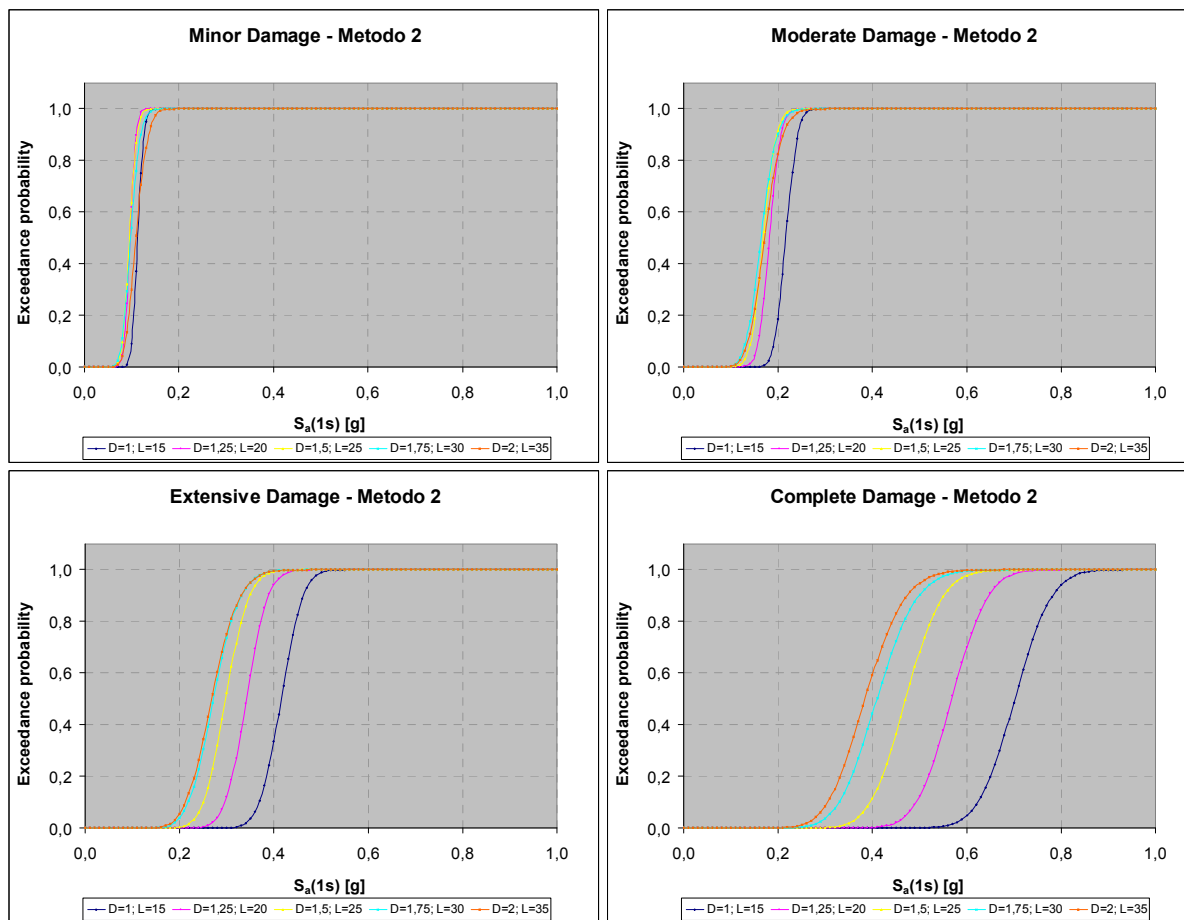 Minor Damage - Metodo 2
Exceedance probability
1,0
0,8
0,6
0,4
0,2
0,0
0,0 0,2 0,4 0,6 0,8 1,0
Sa(1s) [g]
D=1; L=15 D=1,25; L=20 D=1,5; L=25 D=1,75; L=30 D=2; L=35
Moderate Damage - Metodo 2
Exceedance probability
1,0
0,8
0,6
0,4
0,2
0,0
0,0 0,2 0,4 0,6 0,8 1,0
Sa(1s) [g]
D=1; L=15 D=1,25; L=20 D=1,5; L=25 D=1,75; L=30 D=2; L=35
Extensive Damage - Metodo 2
Exceedance probability
1,0
0,8
0,6
0,4
0,2
0,0
0,0 0,2 0,4 0,6 0,8 1,0
Sa(1s) [g]
D=1; L=15 D=1,25; L=20 D=1,5; L=25 D=1,75; L=30 D=2; L=35
Complete Damage - Metodo 2
Exceedance probability
1,0
0,8
0,6
0,4
0,2
0,0
0,0 0,2 0,4 0,6 0,8 1,0
Sa(1s) [g]
D=1; L=15 D=1,25; L=20 D=1,5; L=25 D=1,75; L=30 D=2; L=35